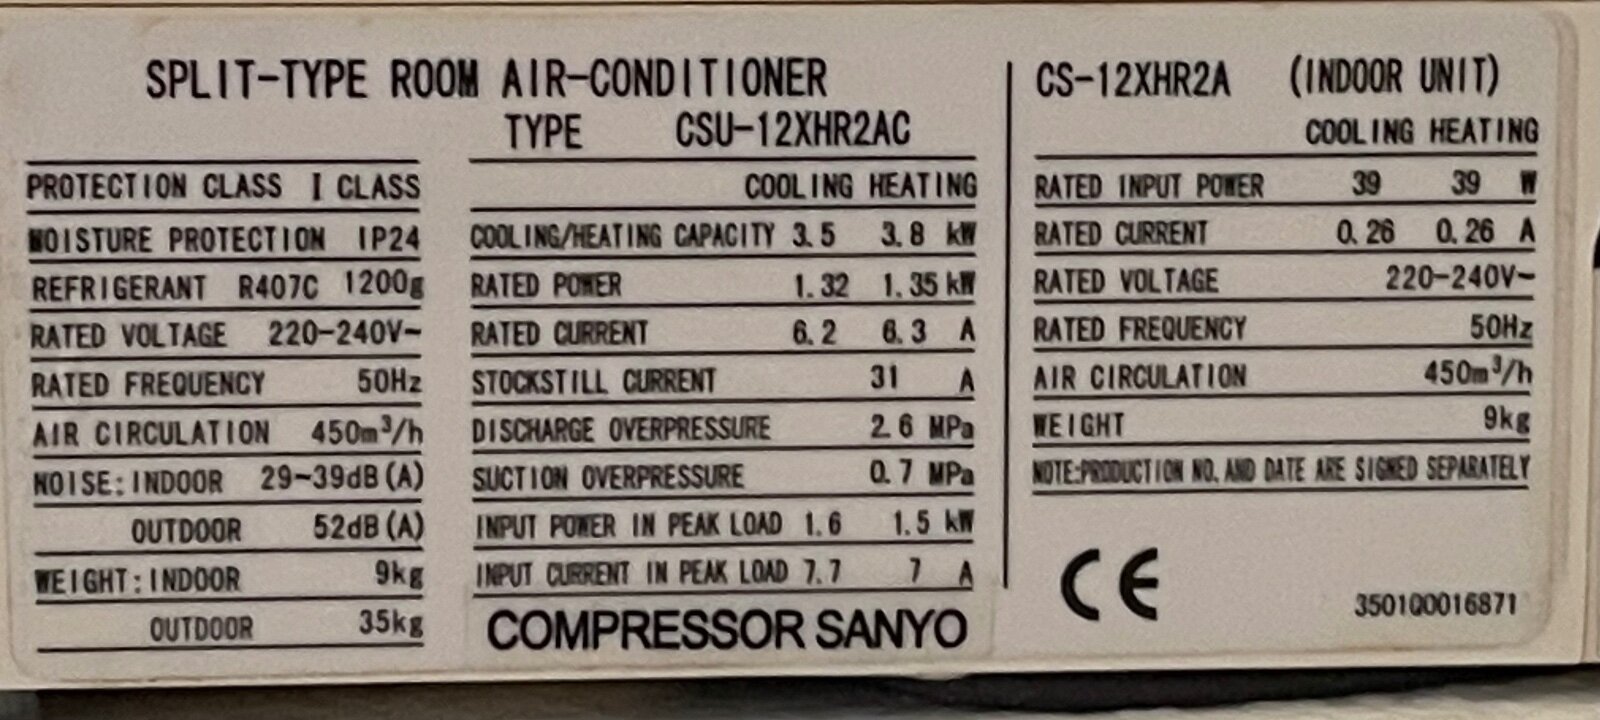 SPLIT-TYPE ROOM AIR-CONDITIONER
TYPE CSU-12XHR2AC
PROTECTION CLASS I CLASS
MOISTURE PROTECTION IP24
REFRIGERANT R407C 1200g
RATED VOLTAGE 220-240V~
RATED FREQUENCY 50Hz
AIR CIRCULATION 450m³/h
NOISE: INDOOR 29~39dB(A)
OUTDOOR 52dB(A)
WEIGHT: INDOOR 9kg
OUTDOOR 35kg
COOLING HEATING
COOLING/HEATING CAPACITY 3.5 3.8 kW
RATED POWER 1.32 1.35 kW
RATED CURRENT 6.2 6.3 A
STOCKSTILL CURRENT 31 A
DISCHARGE OVERPRESSURE 2.6 MPa
SUCTION OVERPRESSURE 0.7 MPa
INPUT POWER IN PEAK LOAD 1.6 1.5 kW
INPUT CURRENT IN PEAK LOAD 7.7 7 A
COMPRESSOR SANYO
CS-12XHR2A (INDOOR UNIT)
COOLING HEATING
RATED INPUT POWER 39 39 W
RATED CURRENT 0.26 0.26 A
RATED VOLTAGE 220-240V~
RATED FREQUENCY 50Hz
AIR CIRCULATION 450m³/h
WEIGHT 9kg
NOTE:PRODUCTION NO. AND DATE ARE SIGNED SEPARATELY
CE
3501Q0016871